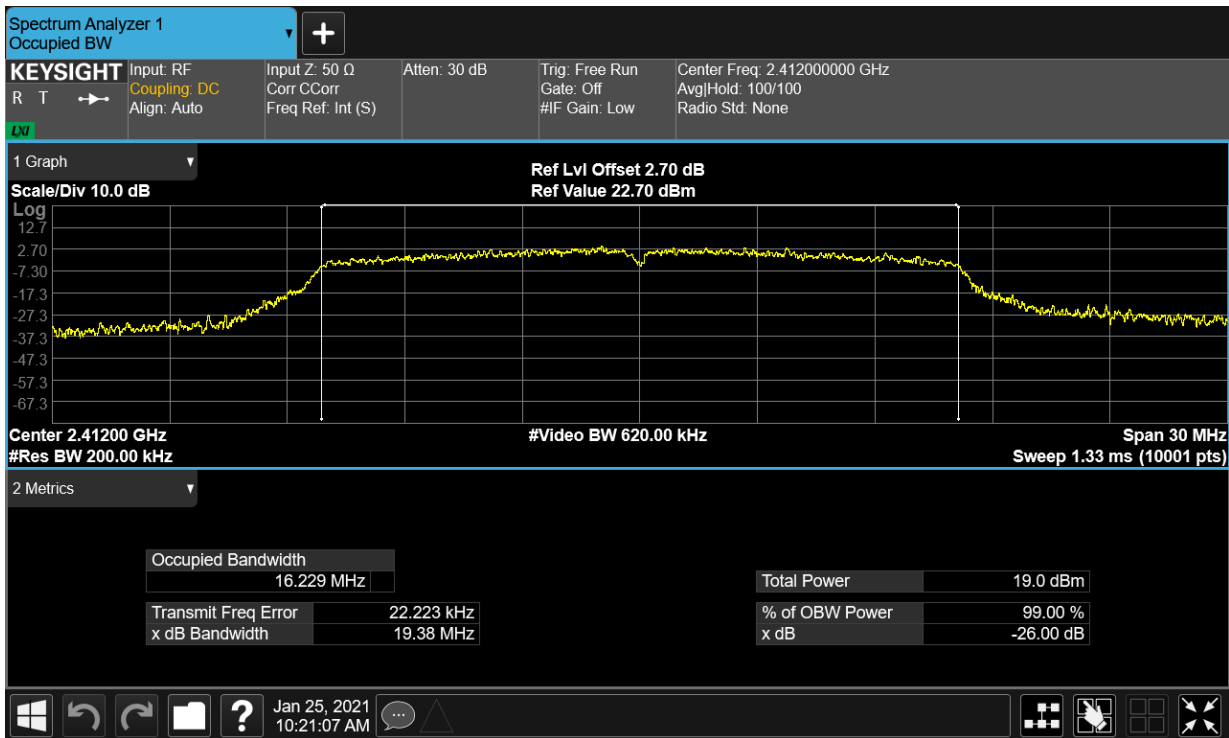 Spectrum Analyzer 1
Occupied BW
KEYSIGHT
R T
LXI
Input: RF
Coupling: DC
Align: Auto
Input Z: 50 Ω
Corr CCorr
Freq Ref: Int (S)
Atten: 30 dB
Trig: Free Run
Gate: Off
#IF Gain: Low
Center Freq: 2.412000000 GHz
Avg|Hold: 100/100
Radio Std: None
1 Graph
Scale/Div 10.0 dB
Ref Lvl Offset 2.70 dB
Ref Value 22.70 dBm
Log
12.7
2.70
-7.30
-17.3
-27.3
-37.3
-47.3
-57.3
-67.3
Center 2.41200 GHz
#Res BW 200.00 kHz
#Video BW 620.00 kHz
Span 30 MHz
Sweep 1.33 ms (10001 pts)
2 Metrics
Occupied Bandwidth
16.229 MHz
Transmit Freq Error 22.223 kHz
x dB Bandwidth 19.38 MHz
Total Power 19.0 dBm
% of OBW Power 99.00 %
x dB -26.00 dB
?
Jan 25, 2021
10:21:07 AM